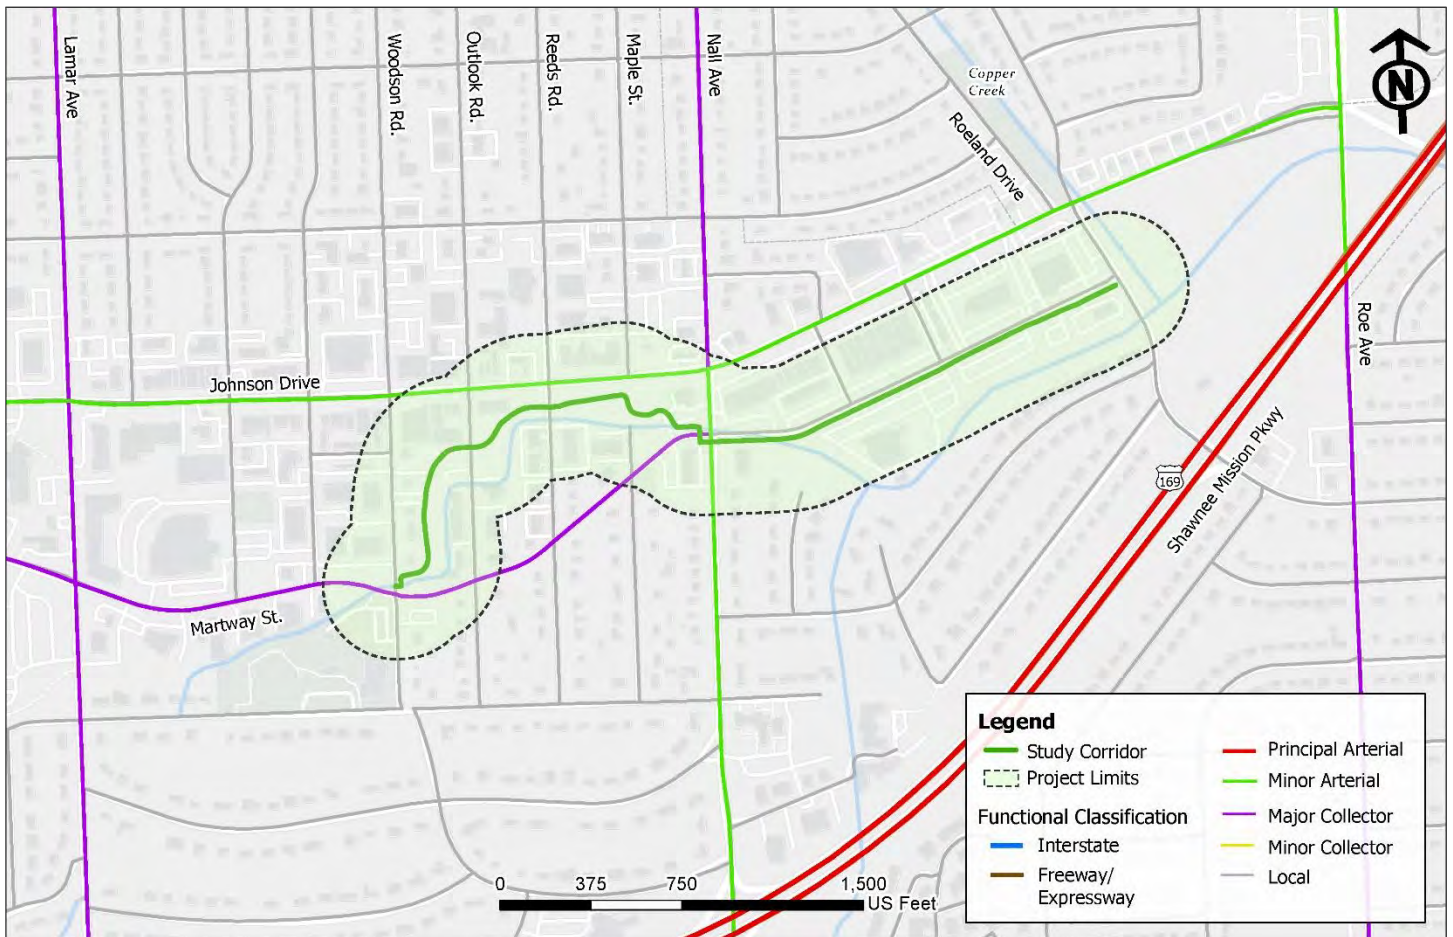 Lamar Ave
Woodson Rd.
Outlook Rd.
Reeds Rd.
Maple St.
Nall Ave
Copper
Creek
Roeland Drive
N
Johnson Drive
Roe Ave
169
Shawnee Mission Pkwy
Martway St.
Legend
Study Corridor
Project Limits
Functional Classification
Interstate
Freeway/
Expressway
Principal Arterial
Minor Arterial
Major Collector
Minor Collector
Local
0 375 750 1,500
US Feet